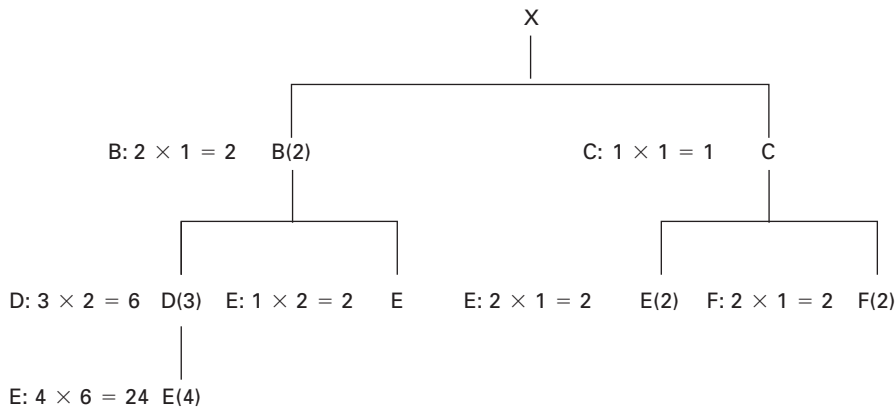 X
B: 2 × 1 = 2 B(2) C: 1 × 1 = 1 C
D: 3 × 2 = 6 D(3) E: 1 × 2 = 2 E E: 2 × 1 = 2 E(2) F: 2 × 1 = 2 F(2)
E: 4 × 6 = 24 E(4)